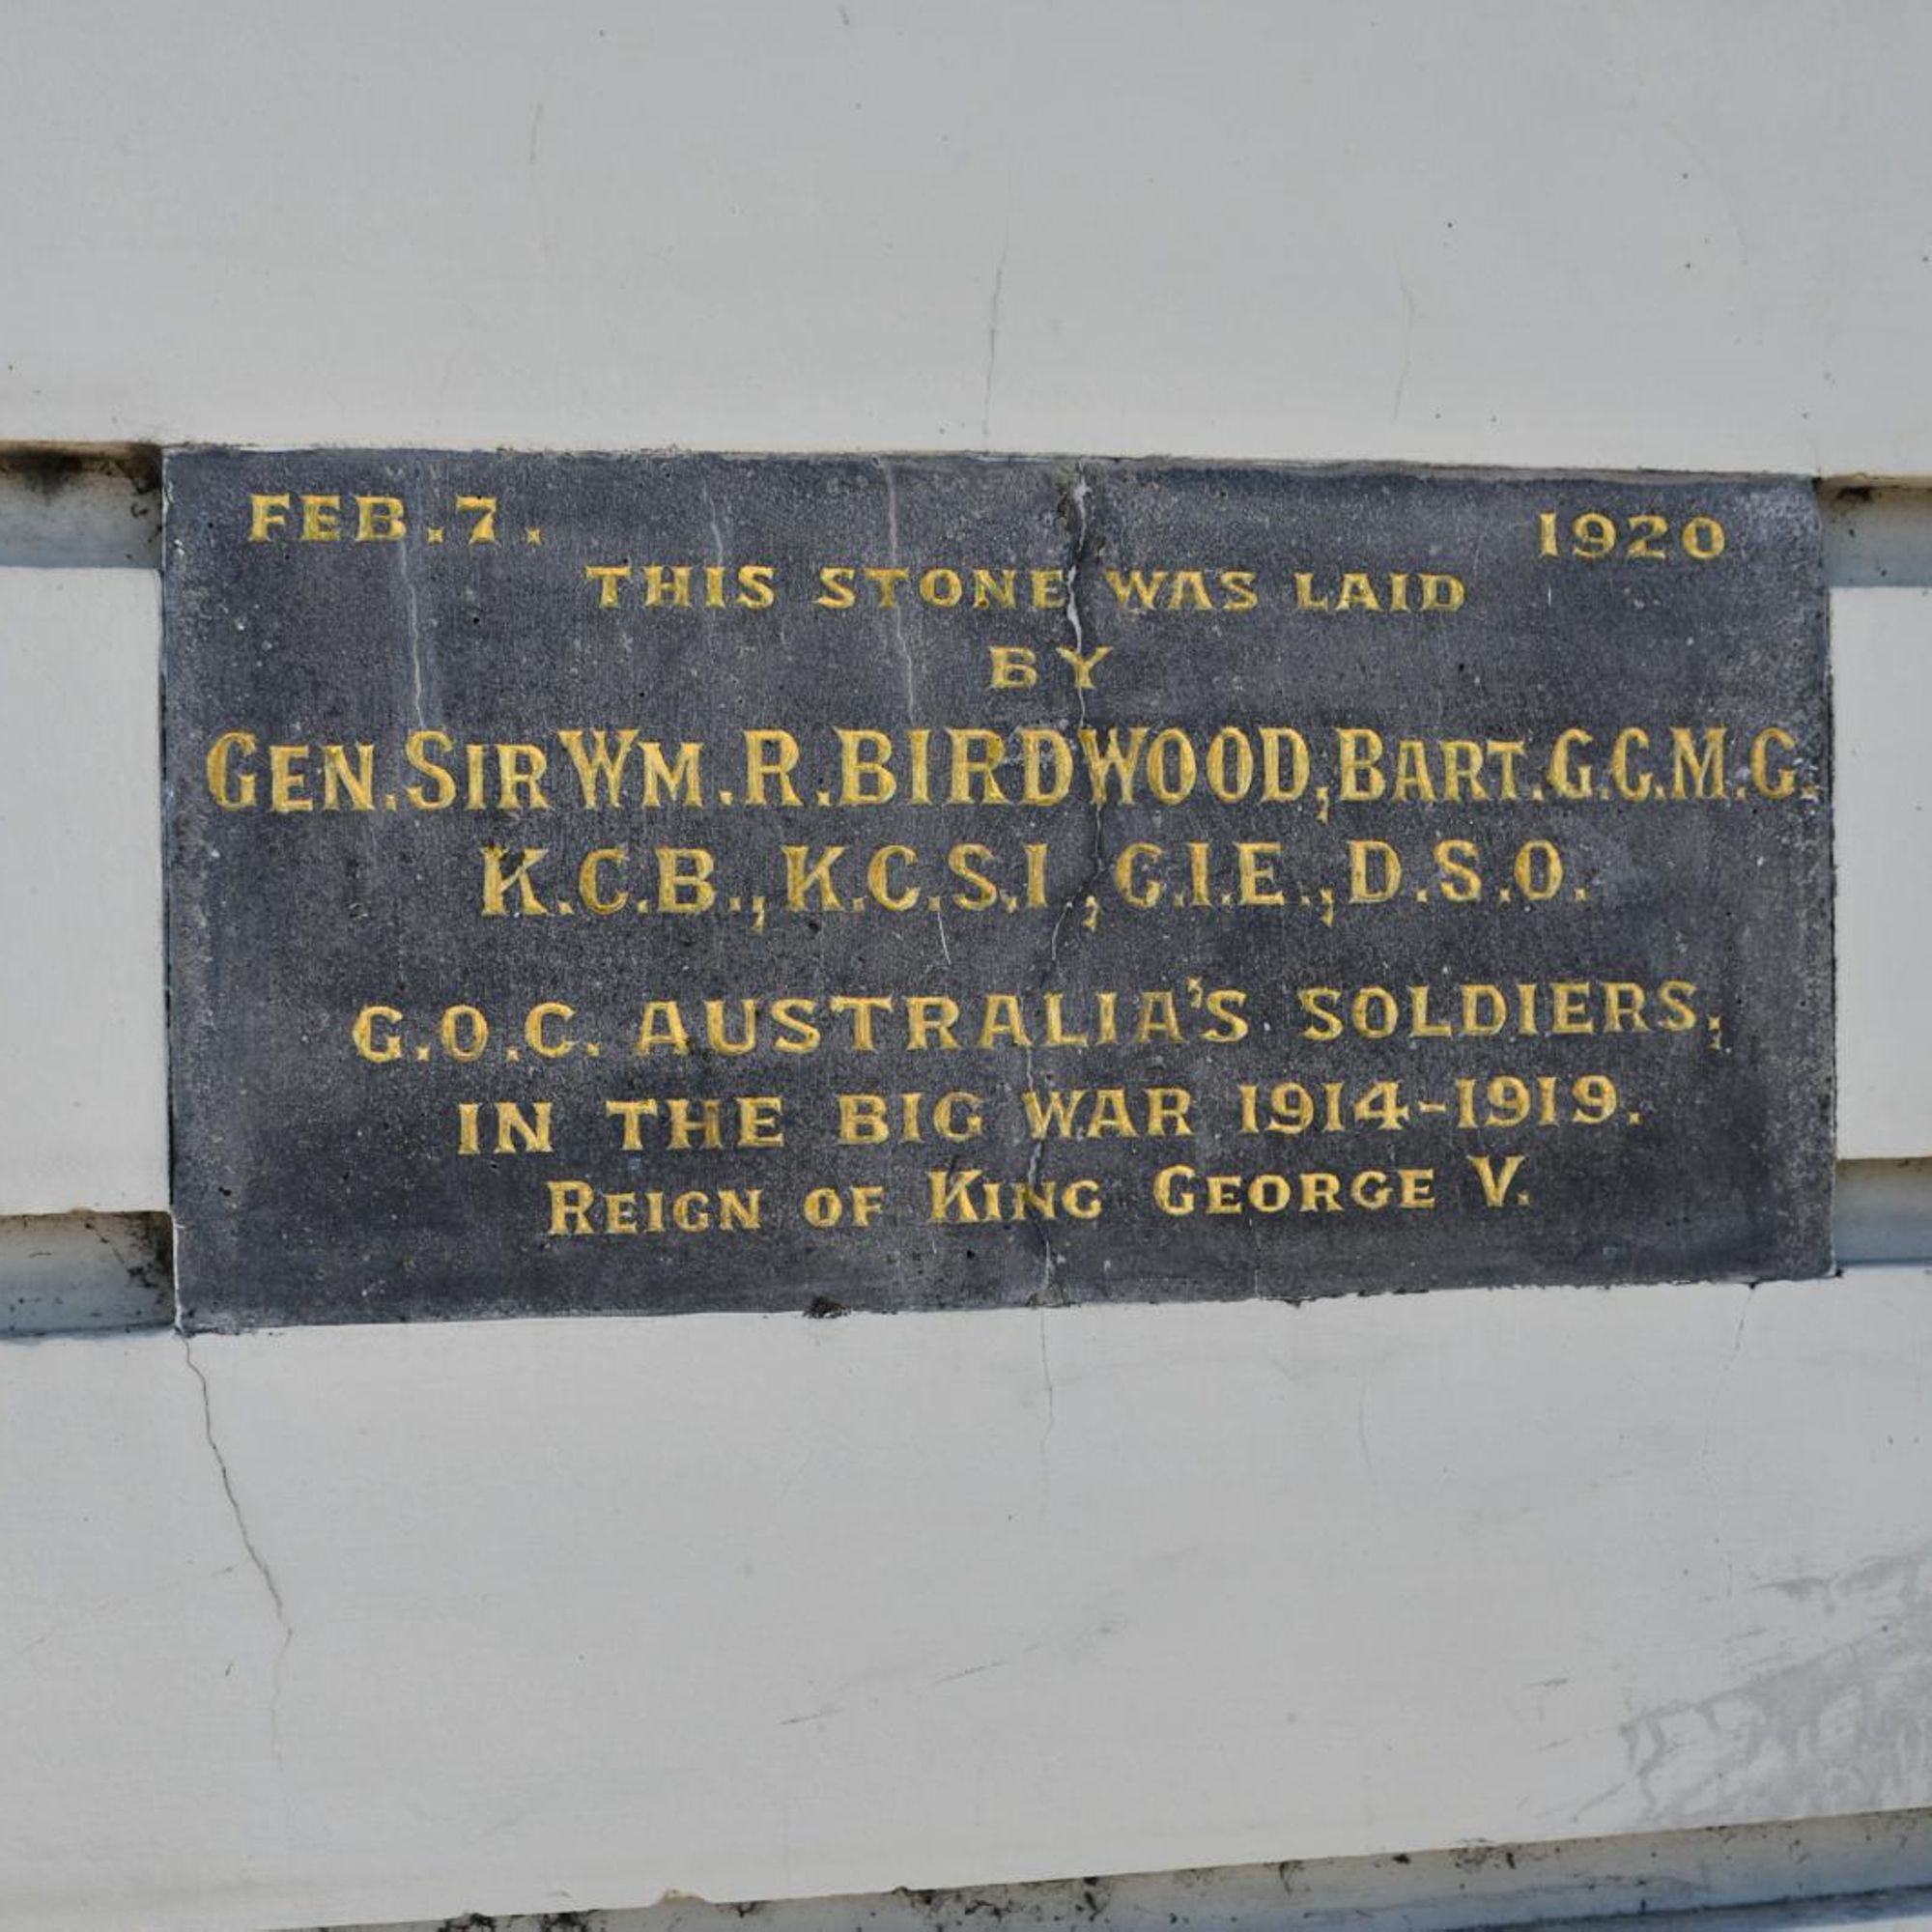 FEB. 7. 1920
THIS STONE WAS LAID
BY
GEN. SIR WM. R. BIRDWOOD, BART. G.C.M.G.
K.C.B., K.C.S.I., C.I.E., D.S.O.
G.O.C. AUSTRALIA'S SOLDIERS,
IN THE BIG WAR 1914-1919.
REIGN OF KING GEORGE V.